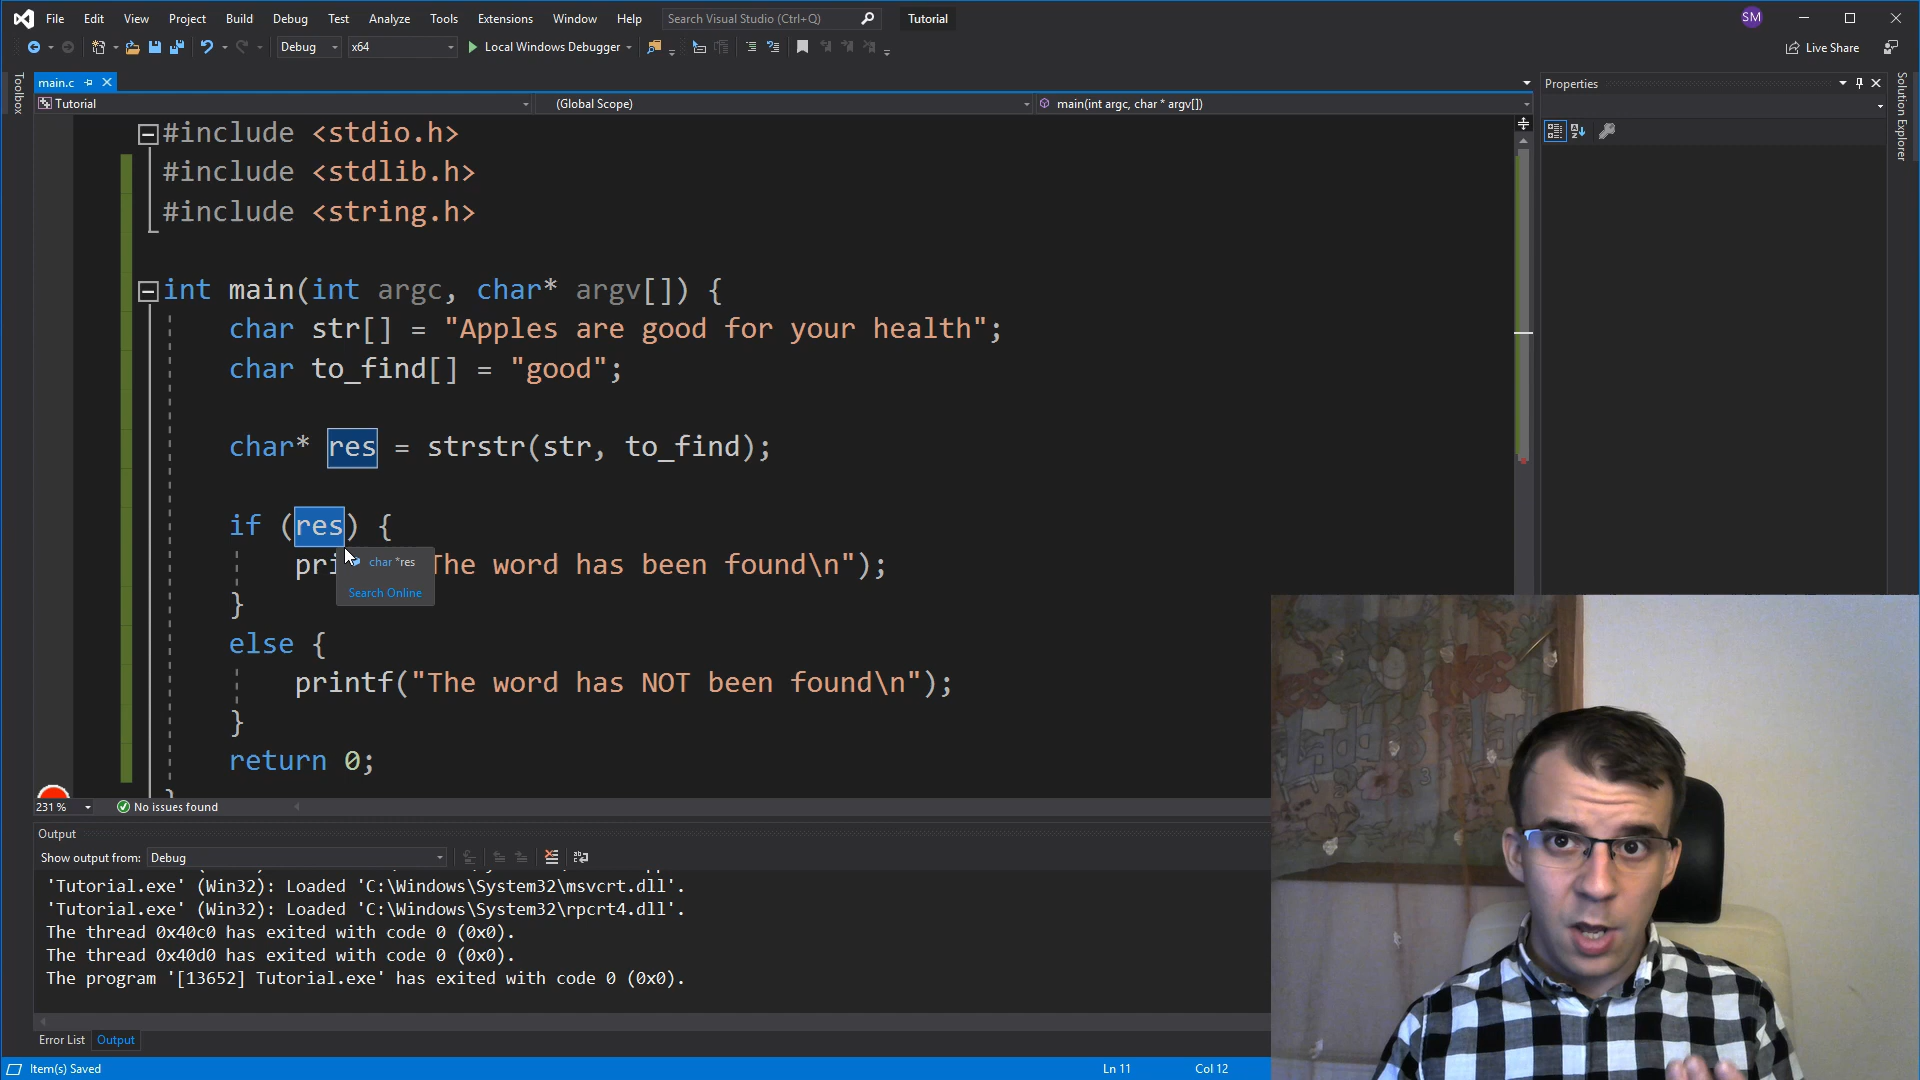 File Edit View Project Build Debug Test Analyze Tools Extensions Window Help Search Visual Studio (Ctrl+Q) Tutorial SM
Debug x64 Local Windows Debugger Live Share
Toolbox
main.c
Tutorial (Global Scope) main(int argc, char * argv[])
#include <stdio.h>
#include <stdlib.h>
#include <string.h>
int main(int argc, char* argv[]) {
char str[] = "Apples are good for your health";
char to_find[] = "good";
char* res = strstr(str, to_find);
if (res) {
pri The word has been found\n");
char *res
Search Online
}
else {
printf("The word has NOT been found\n");
}
return 0;
231 % No issues found
Output
Show output from: Debug
'Tutorial.exe' (Win32): Loaded 'C:\Windows\System32\msvcrt.dll'.
'Tutorial.exe' (Win32): Loaded 'C:\Windows\System32\rpcrt4.dll'.
The thread 0x40c0 has exited with code 0 (0x0).
The thread 0x40d0 has exited with code 0 (0x0).
The program '[13652] Tutorial.exe' has exited with code 0 (0x0).
Error List Output
Item(s) Saved Ln 11 Col 12
Properties
Solution Explorer